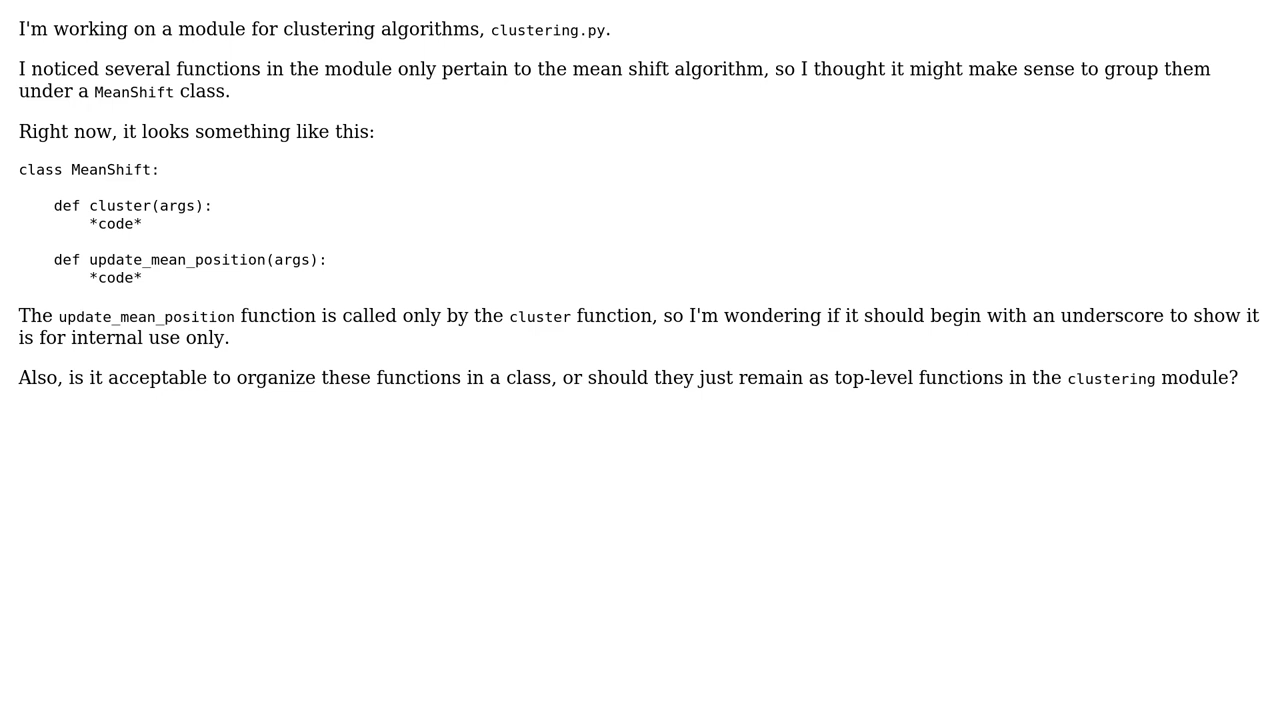 I'm working on a module for clustering algorithms, clustering.py.
I noticed several functions in the module only pertain to the mean shift algorithm, so I thought it might make sense to group them
under a MeanShift class.
Right now, it looks something like this:
class MeanShift:
    def cluster(args):
        *code*
    def update_mean_position(args):
        *code*
The update_mean_position function is called only by the cluster function, so I'm wondering if it should begin with an underscore to show it
is for internal use only.
Also, is it acceptable to organize these functions in a class, or should they just remain as top-level functions in the clustering module?